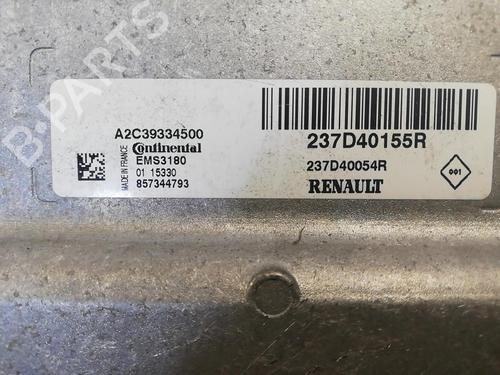 A2C39334500
Continental
EMS3180
01 15330
857344793
MADE IN FRANCE
237D40155R
237D40054R
RENAULT
001
B-PARTS